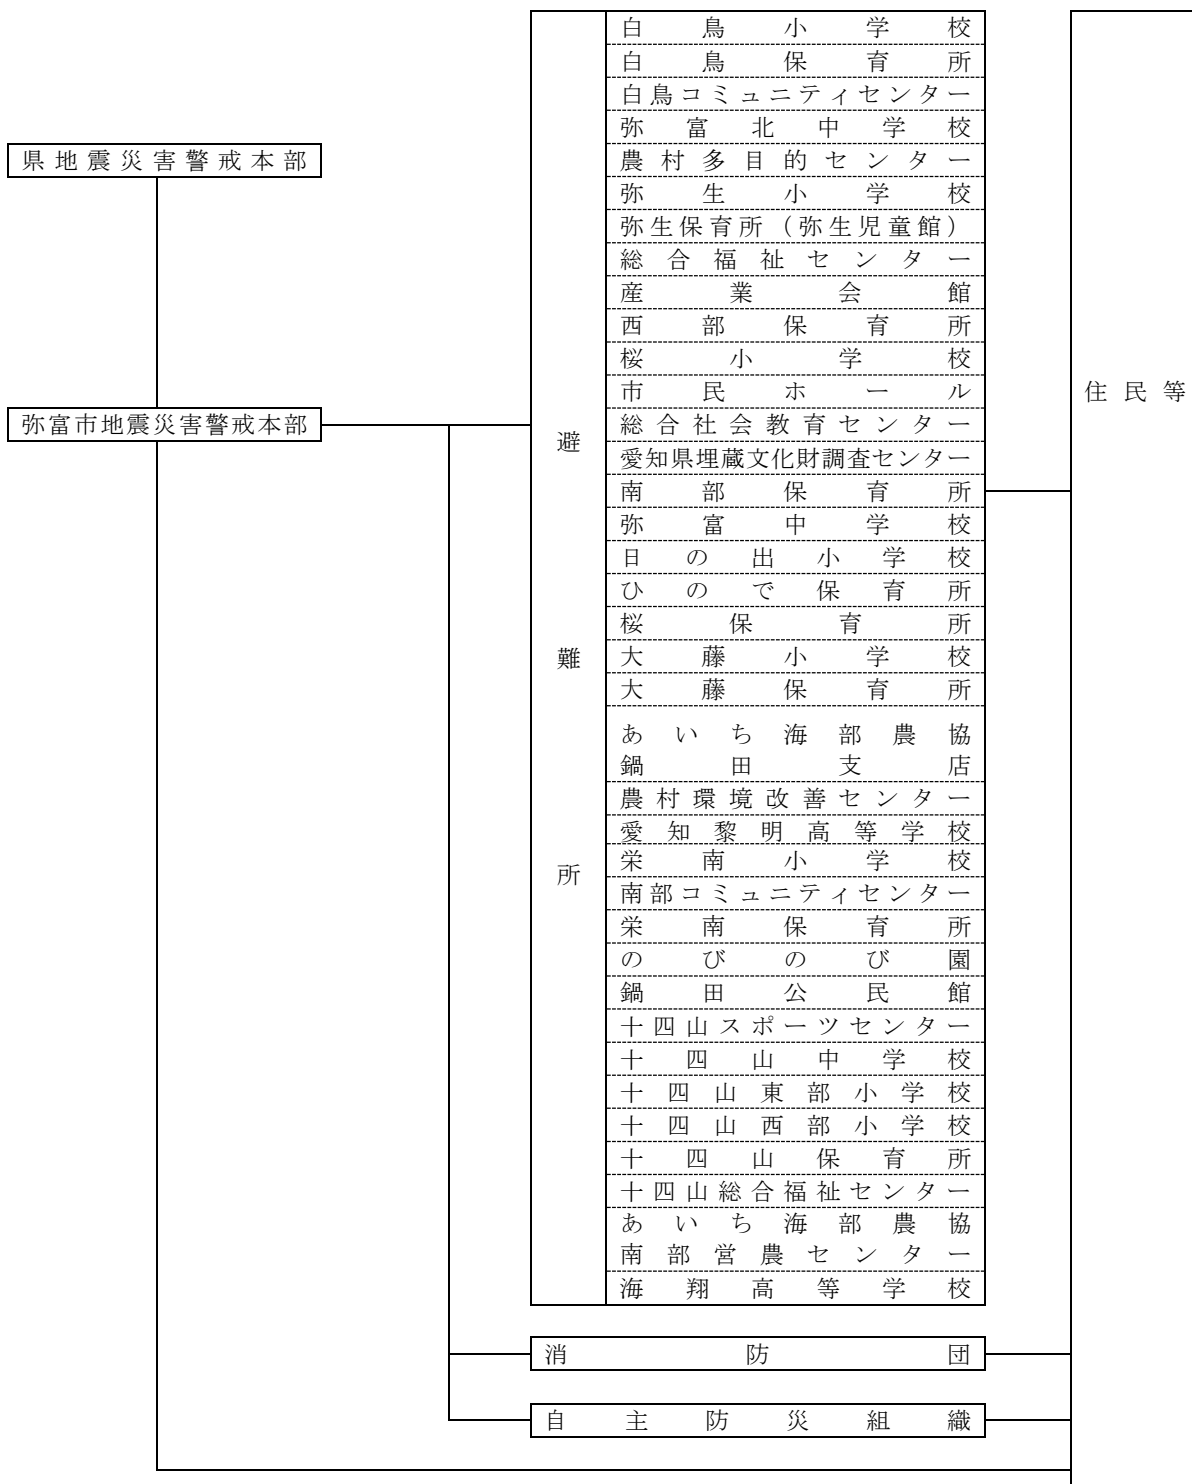 県地震災害警戒本部
弥富市地震災害警戒本部
避難所
白鳥小学校
白鳥保育所
白鳥コミュニティセンター
弥富北中学校
農村多目的センター
弥生小学校
弥生保育所（弥生児童館）
総合福祉センター
産業会館
西部保育所
桜小学校
市民ホール
総合社会教育センター
愛知県埋蔵文化財調査センター
南部保育所
弥富中学校
日の出小学校
ひので保育所
桜保育所
大藤小学校
大藤保育所
あいち海部農協
鍋田支店
農村環境改善センター
愛知黎明高等学校
栄南小学校
南部コミュニティセンター
栄南保育所
のびのび園
鍋田公民館
十四山スポーツセンター
十四山中学校
十四山東部小学校
十四山西部小学校
十四山保育所
十四山総合福祉センター
あいち海部農協
南部営農センター
海翔高等学校
消防団
自主防災組織
住民等